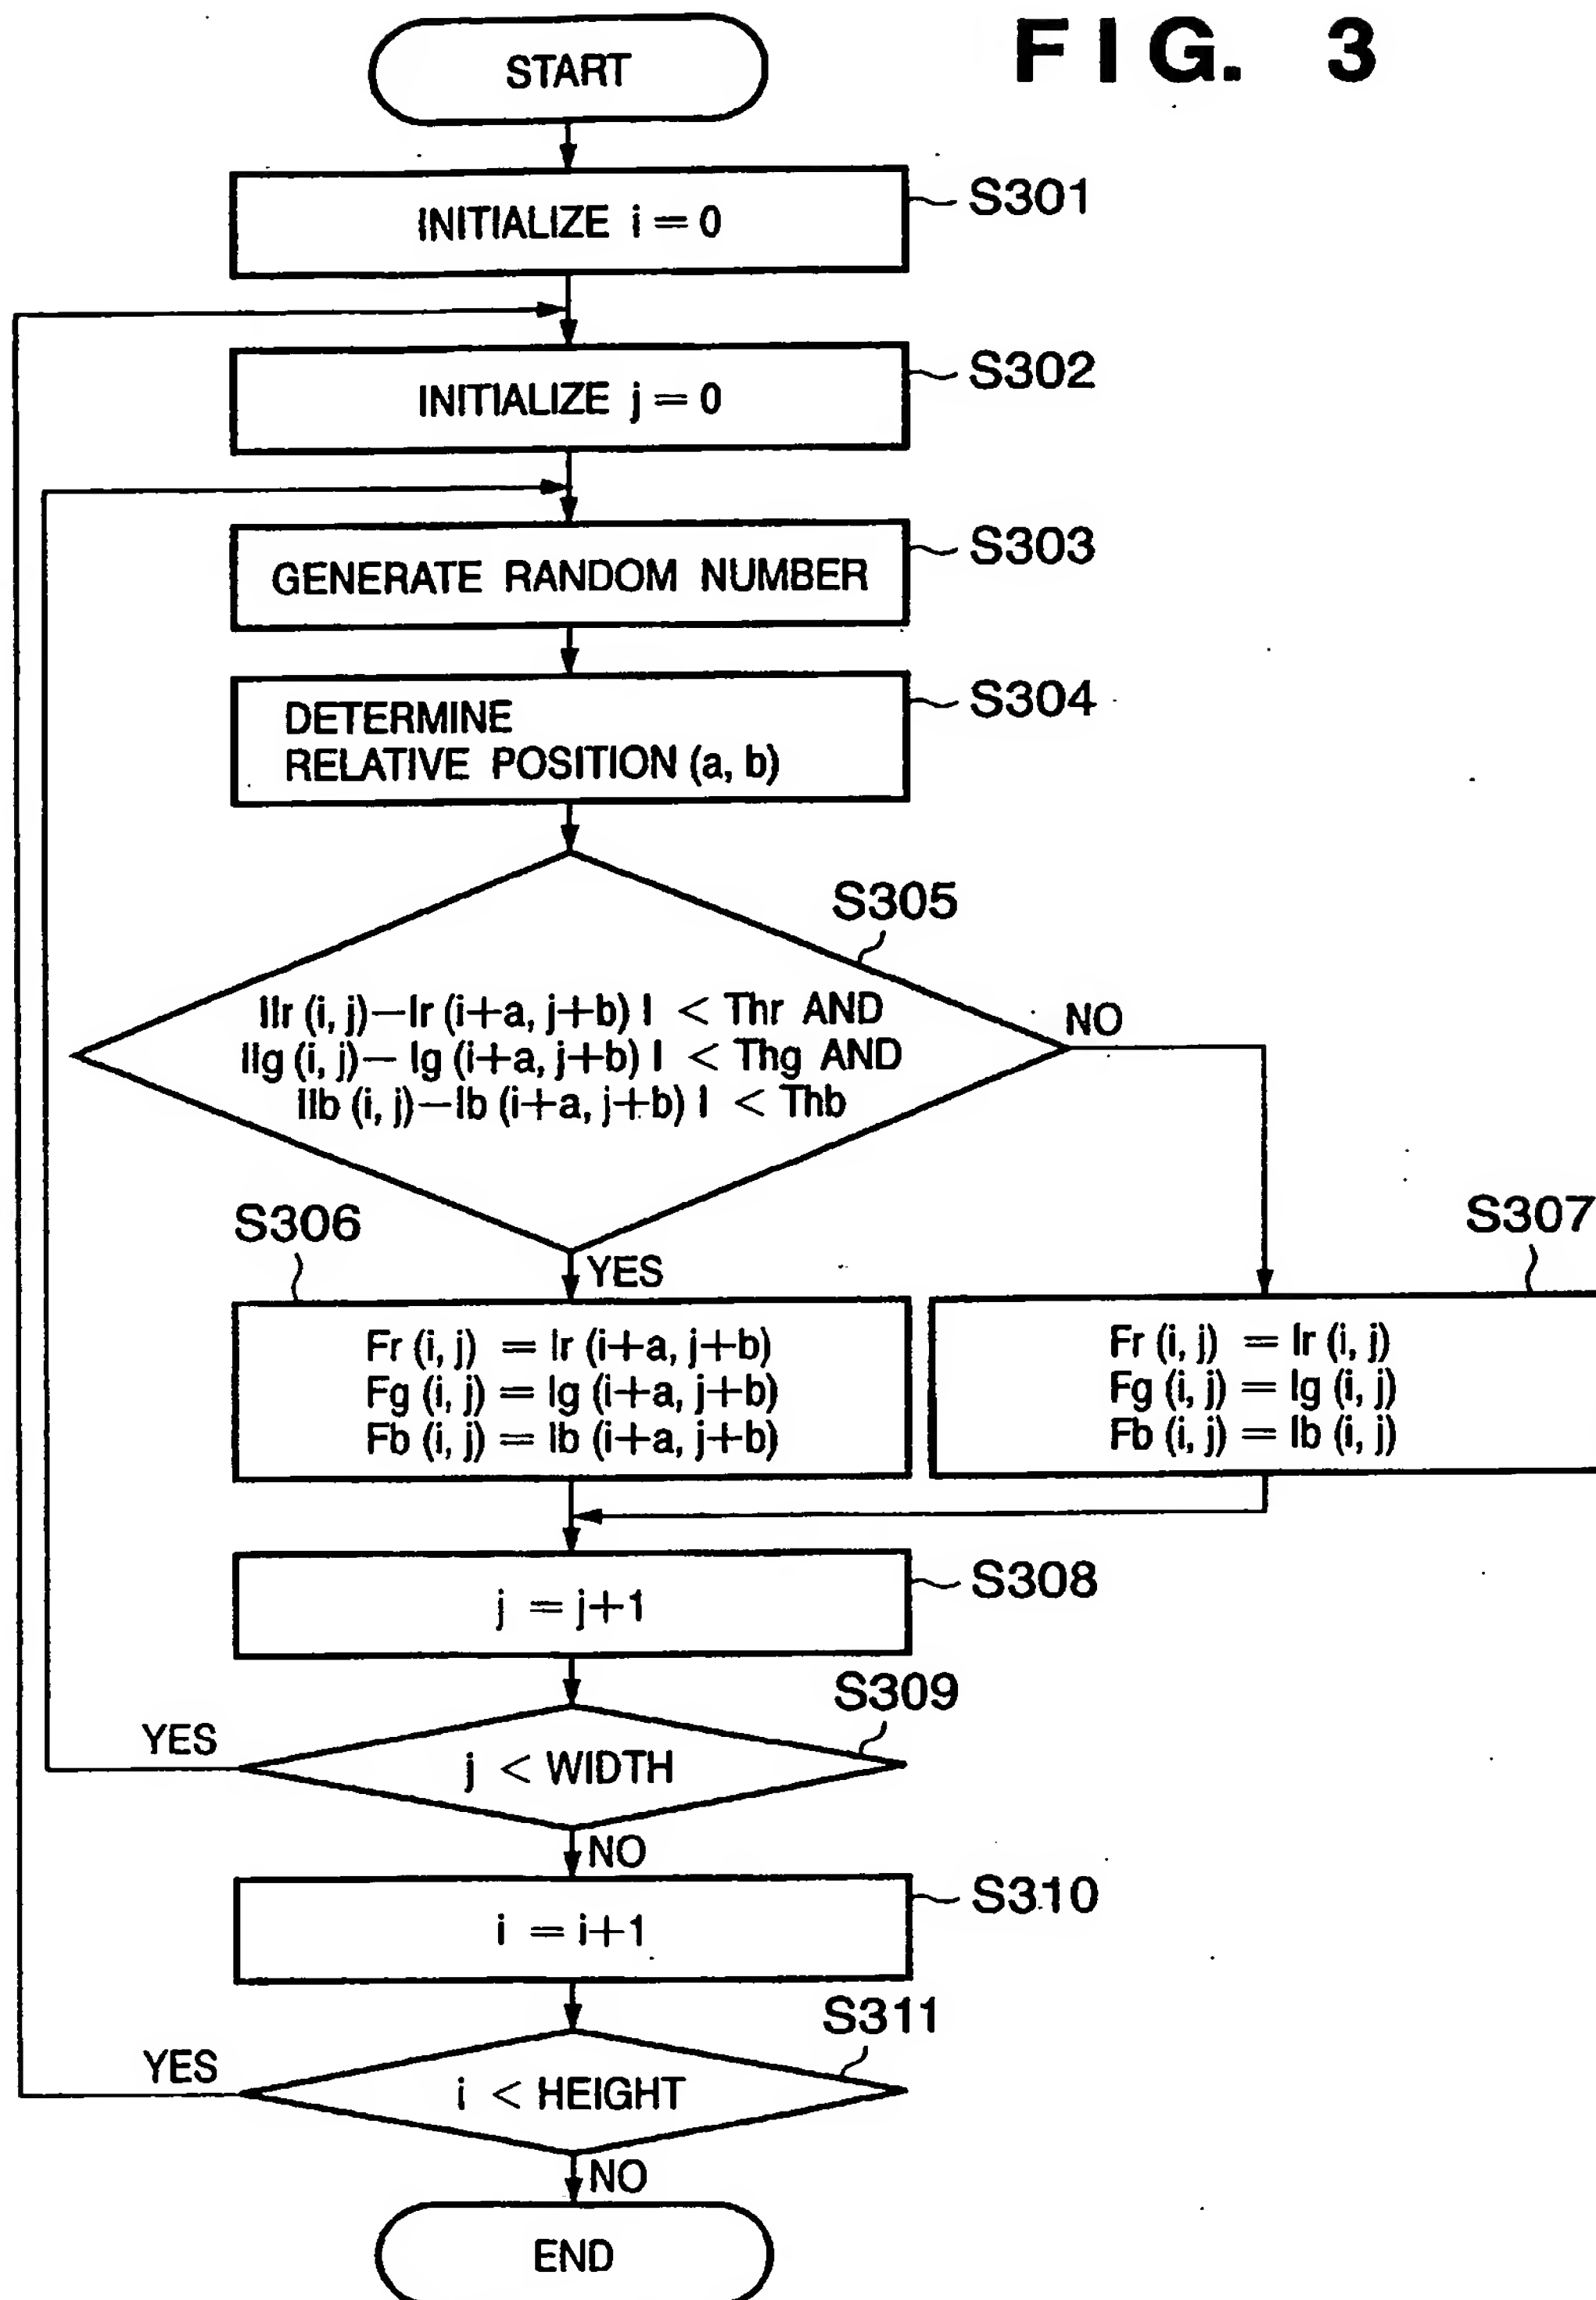 FIG. 3
START
INITIALIZE i = 0
S301
INITIALIZE j = 0
S302
GENERATE RANDOM NUMBER
S303
DETERMINE
RELATIVE POSITION (a, b)
S304
S305
|Ir (i, j)－Ir (i+a, j+b) | < Thr AND
|Ig (i, j)－ Ig (i+a, j+b) | < Thg AND
|Ib (i, j)－Ib (i+a, j+b) | < Thb
NO
YES
S306
Fr (i, j) = Ir (i+a, j+b)
Fg (i, j) = Ig (i+a, j+b)
Fb (i, j) = Ib (i+a, j+b)
S307
Fr (i, j) = Ir (i, j)
Fg (i, j) = Ig (i, j)
Fb (i, j) = Ib (i, j)
j = j+1
S308
S309
YES
j < WIDTH
NO
i = i+1
S310
S311
YES
i < HEIGHT
NO
END